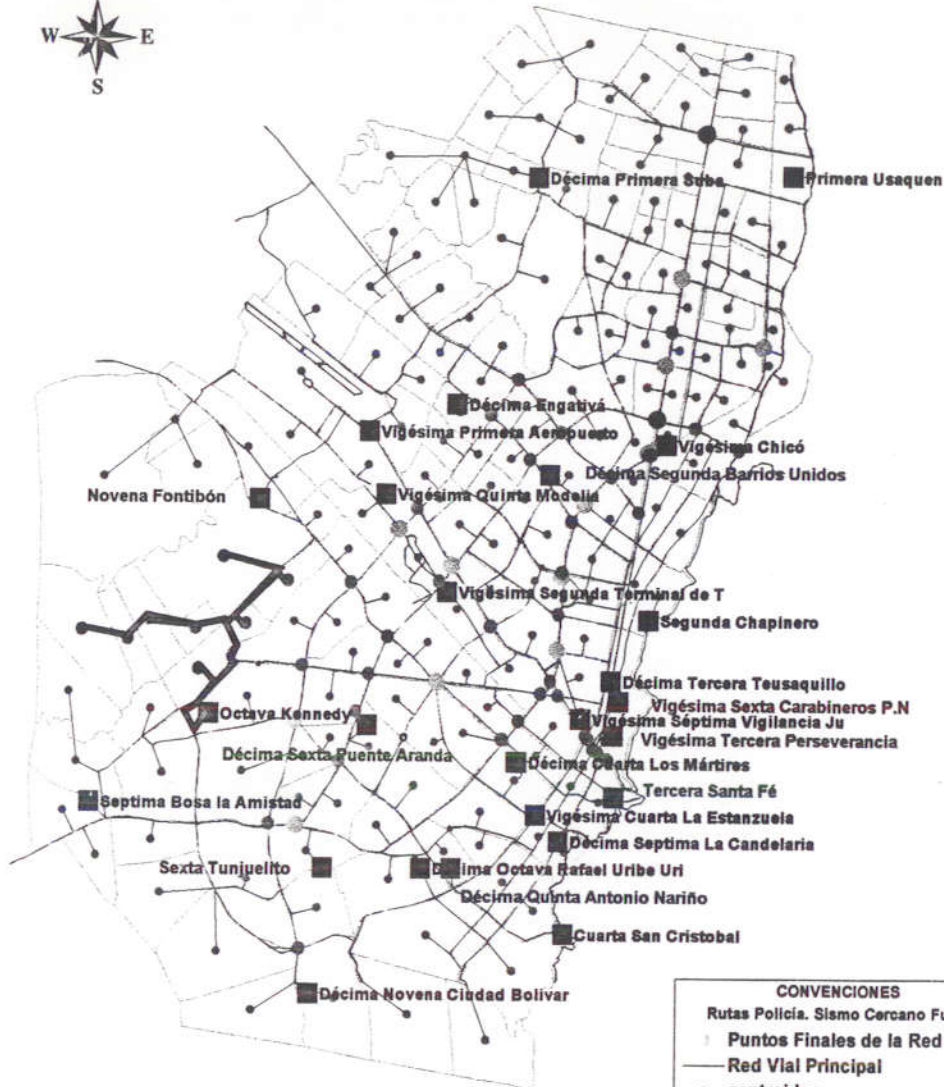 W
E
S
Décima Primera Suba
Primera Usaquen
Décima Engativá
Vigésima Primera Aeropuerto
Vigésima Chicó
Décima Segunda Barrios Unidos
Novena Fontibón
Vigésima Quinta Modelia
Vigésima Segunda Terminal de T
Segunda Chapinero
Décima Tercera Teusaquillo
Vigésima Sexta Carabineros P.N
Octava Kennedy
Vigésima Séptima Vigilancia Ju
Vigésima Tercera Perseverancia
Décima Sexta Puente Aranda
Décima Cuarta Los Mártires
Tercera Santa Fé
Septima Bosa la Amistad
Vigésima Cuarta La Estanzuela
Décima Septima La Candelaria
Sexta Tunjuelito
Décima Octava Rafael Uribe Uri
Décima Quinta Antonio Nariño
Cuarta San Cristobal
Décima Novena Ciudad Bolívar
CONVENCIONES
Rutas Policía. Sismo Cercano Fu
Puntos Finales de la Red
Red Vial Principal